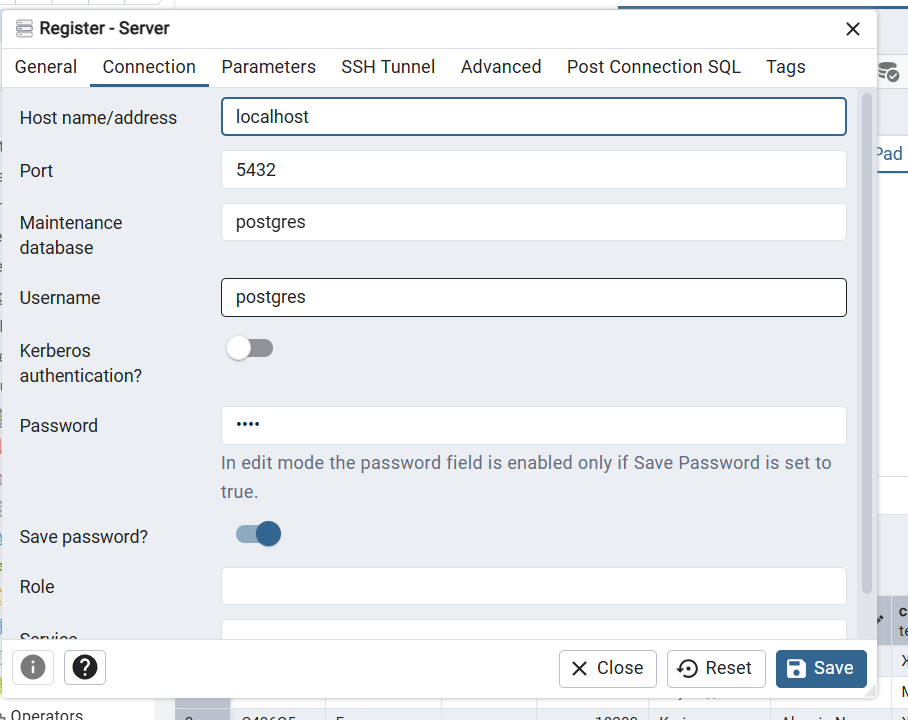 Register - Server
General Connection Parameters SSH Tunnel Advanced Post Connection SQL Tags
Host name/address localhost
Port 5432
Pad
Maintenance
database
postgres
Username postgres
Kerberos
authentication?
Password ••••
In edit mode the password field is enabled only if Save Password is set to
true.
Save password?
Role
Service
Close Reset Save
Operators